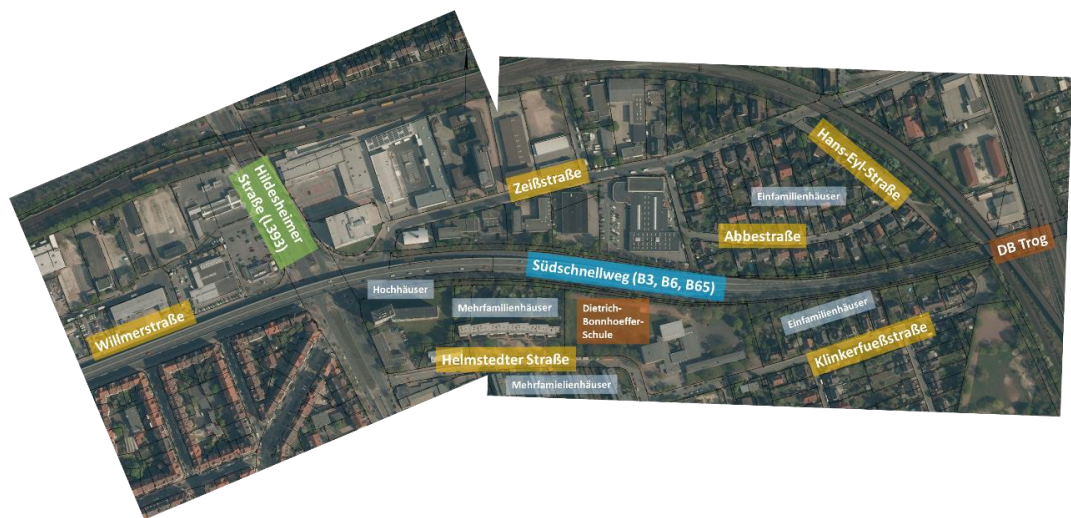 Hildesheimer
Straße (L393)
Zeißstraße
Hans-Eyl-Straße
Einfamilienhäuser
Abbestraße
DB Trog
Südschnellweg (B3, B6, B65)
Hochhäuser
Mehrfamilienhäuser
Dietrich-
Bonnhoeffer-
Schule
Einfamilienhäuser
Willmerstraße
Klinkerfueßstraße
Helmstedter Straße
Mehrfamielienhäuser